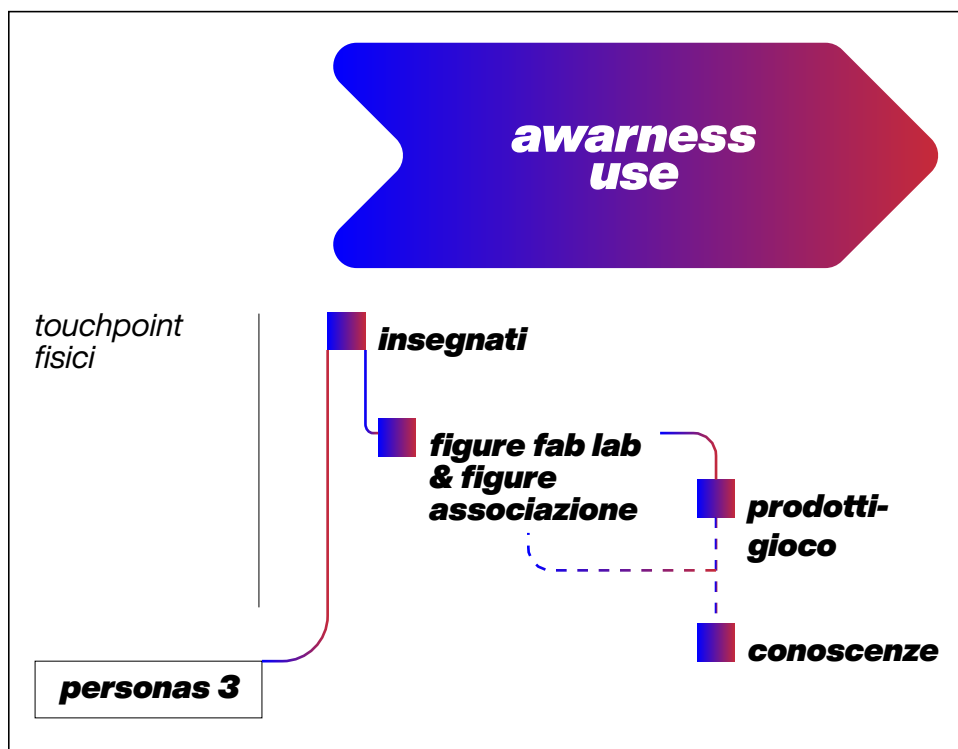 awarness
use
touchpoint
fisici
insegnati
figure fab lab
& figure
associazione
prodotti-
gioco
conoscenze
personas 3